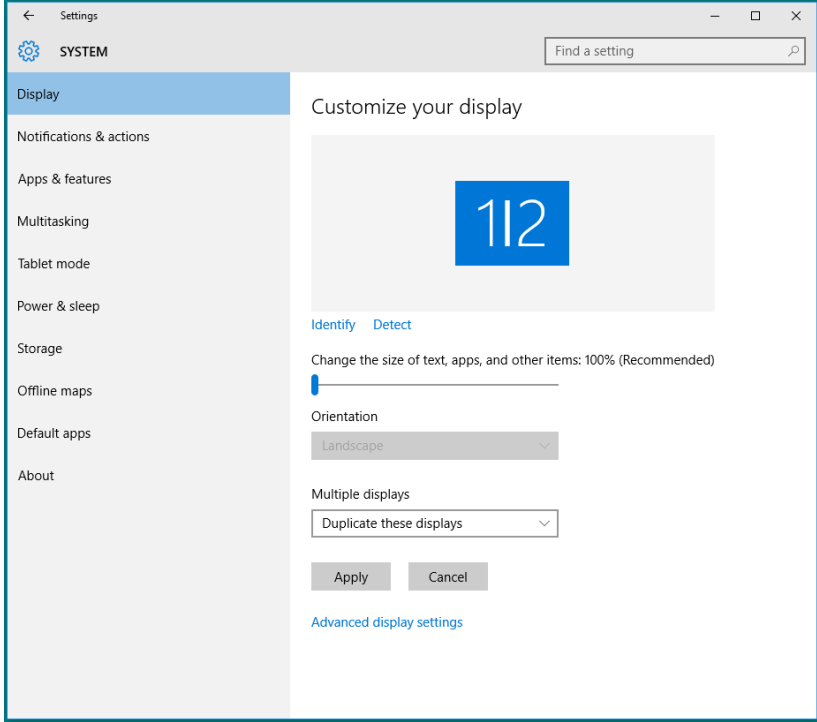 Settings
SYSTEM
Find a setting
Display
Notifications & actions
Apps & features
Multitasking
Tablet mode
Power & sleep
Storage
Offline maps
Default apps
About
Customize your display
1|2
Identify Detect
Change the size of text, apps, and other items: 100% (Recommended)
Orientation
Landscape
Multiple displays
Duplicate these displays
Apply Cancel
Advanced display settings